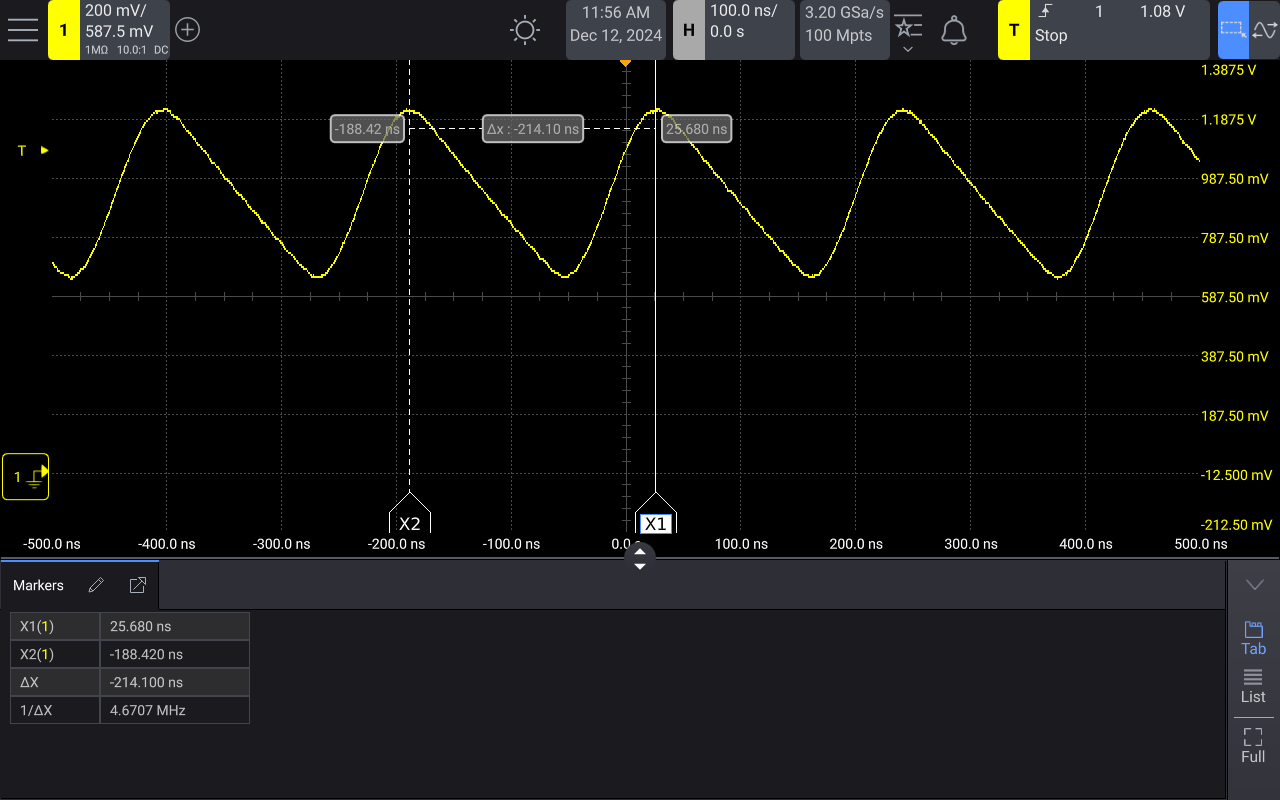 1
200 mV/
587.5 mV
1MΩ 10.0:1 DC
11:56 AM
Dec 12, 2024
H
100.0 ns/
0.0 s
3.20 GSa/s
100 Mpts
T
1 1.08 V
Stop
1.3875 V
1.1875 V
987.50 mV
787.50 mV
587.50 mV
387.50 mV
187.50 mV
-12.500 mV
-212.50 mV
-188.42 ns
Δx : -214.10 ns
25.680 ns
T
1
X2
X1
-500.0 ns -400.0 ns -300.0 ns -200.0 ns -100.0 ns 0.0 100.0 ns 200.0 ns 300.0 ns 400.0 ns 500.0 ns
Markers
X1(1) 25.680 ns
X2(1) -188.420 ns
ΔX -214.100 ns
1/ΔX 4.6707 MHz
Tab
List
Full